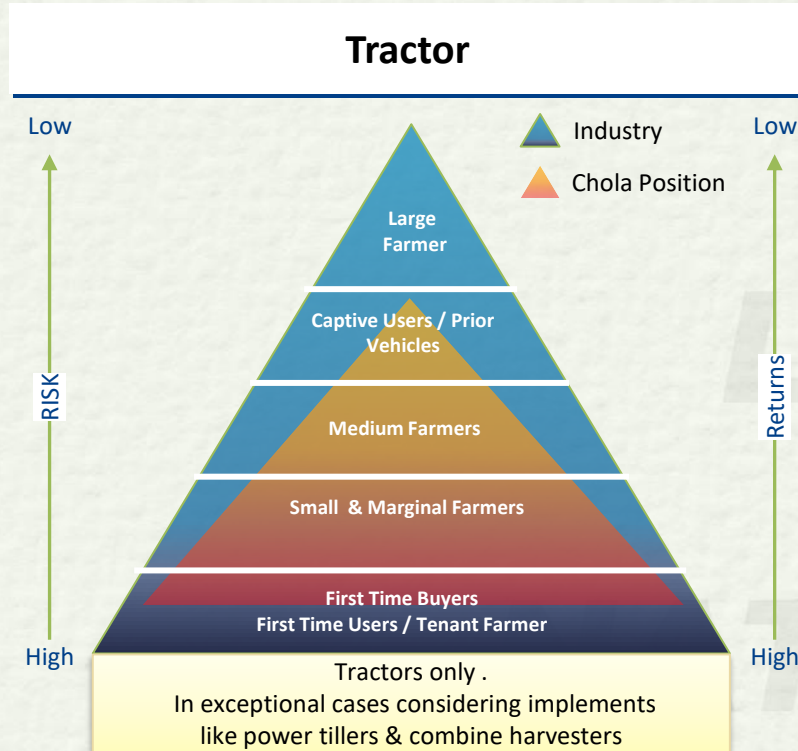 Tractor
Low
Low
Industry
Chola Position
Large
Farmer
Captive Users / Prior
Vehicles
RISK
Returns
Medium Farmers
Small & Marginal Farmers
First Time Buyers
First Time Users / Tenant Farmer
High
High
Tractors only .
In exceptional cases considering implements
like power tillers & combine harvesters